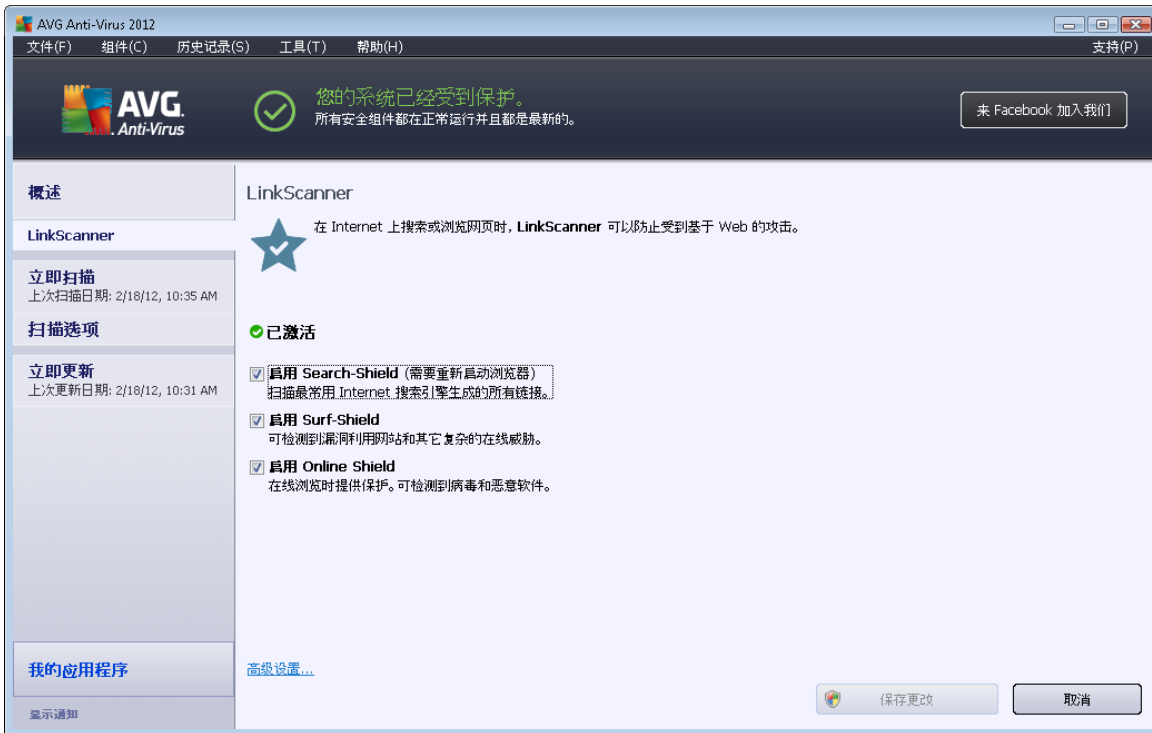 AVG Anti-Virus 2012
文件(F) 组件(C) 历史记录(S) 工具(T) 帮助(H) 支持(P)
AVG.
Anti-Virus
您的系统已经受到保护。
所有安全组件都在正常运行并且都是最新的。
来 Facebook 加入我们
概述
LinkScanner
立即扫描
上次扫描日期: 2/18/12, 10:35 AM
扫描选项
立即更新
上次更新日期: 2/18/12, 10:31 AM
我的应用程序
显示通知
LinkScanner
在 Internet 上搜索或浏览网页时, LinkScanner 可以防止受到基于 Web 的攻击。
已激活
启用 Search-Shield (需要重新启动浏览器)
扫描最常用 Internet 搜索引擎生成的所有链接。
启用 Surf-Shield
可检测到漏洞利用网站和其它复杂的在线威胁。
启用 Online Shield
在线浏览时提供保护。可检测到病毒和恶意软件。
高级设置...
保存更改
取消